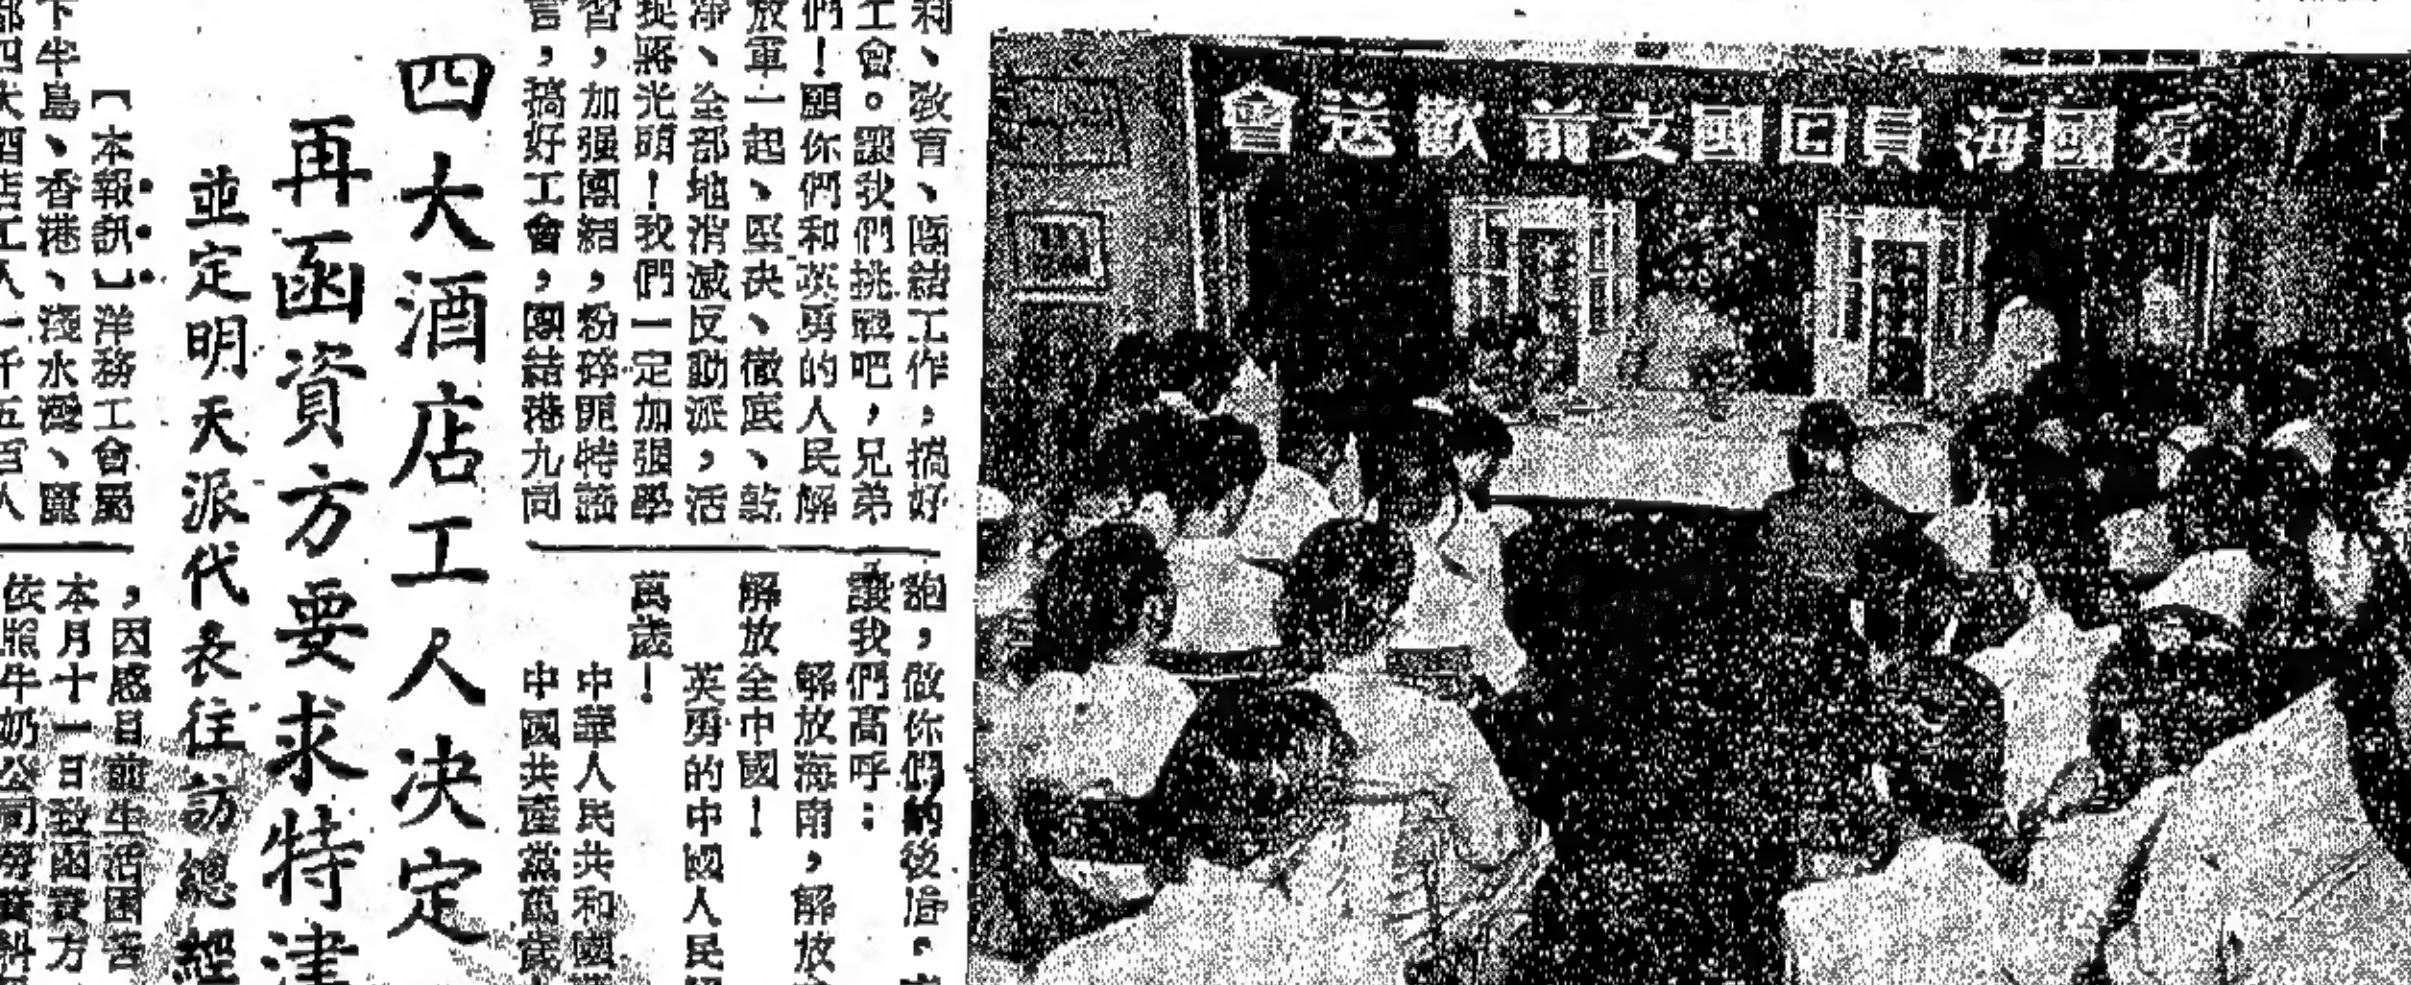 愛國海員回國支前歡送會
利、教育、團結工作，搞好
工會。讓我們挑戰吧，兄弟
們！願你們和英勇的人民解
放軍一起、堅决、徹底、乾
淨、全部地消滅反動派，活
捉蔣光頭！我們一定加强學
習，加强團結，粉碎匪特謠
言，搞好工會，團結港九同
胞，做你們的後盾。
讓我們高呼：
解放海南，解放
解放全中國！
英勇的中國人民
萬歲！
中華人民共和國
中國共產黨萬歲
四大酒店工人决定
再函資方要求特津
並定明天派代表往訪總經
【本報訊】洋務工會屬
下半島、香港、淺水灣、
部四大酒店工人一千五百人
，因感目前生活困苦
本月十一日致函資方
依照牛奶公司